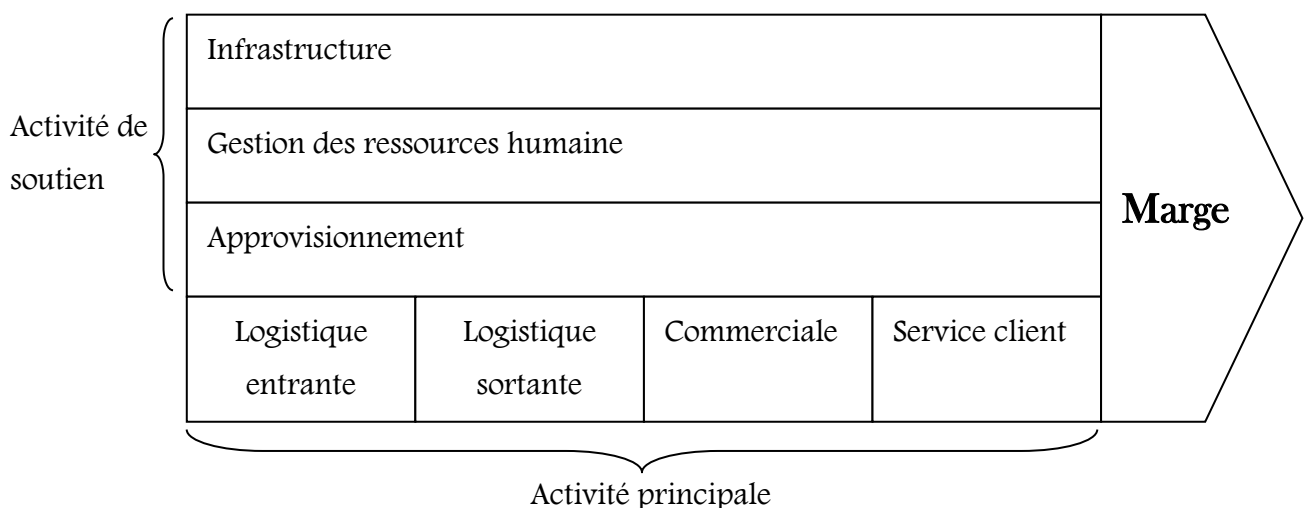 Infrastructure
Activité de
soutien
Gestion des ressources humaine
Approvisionnement
Marge
Logistique
entrante
Logistique
sortante
Commerciale
Service client
Activité principale